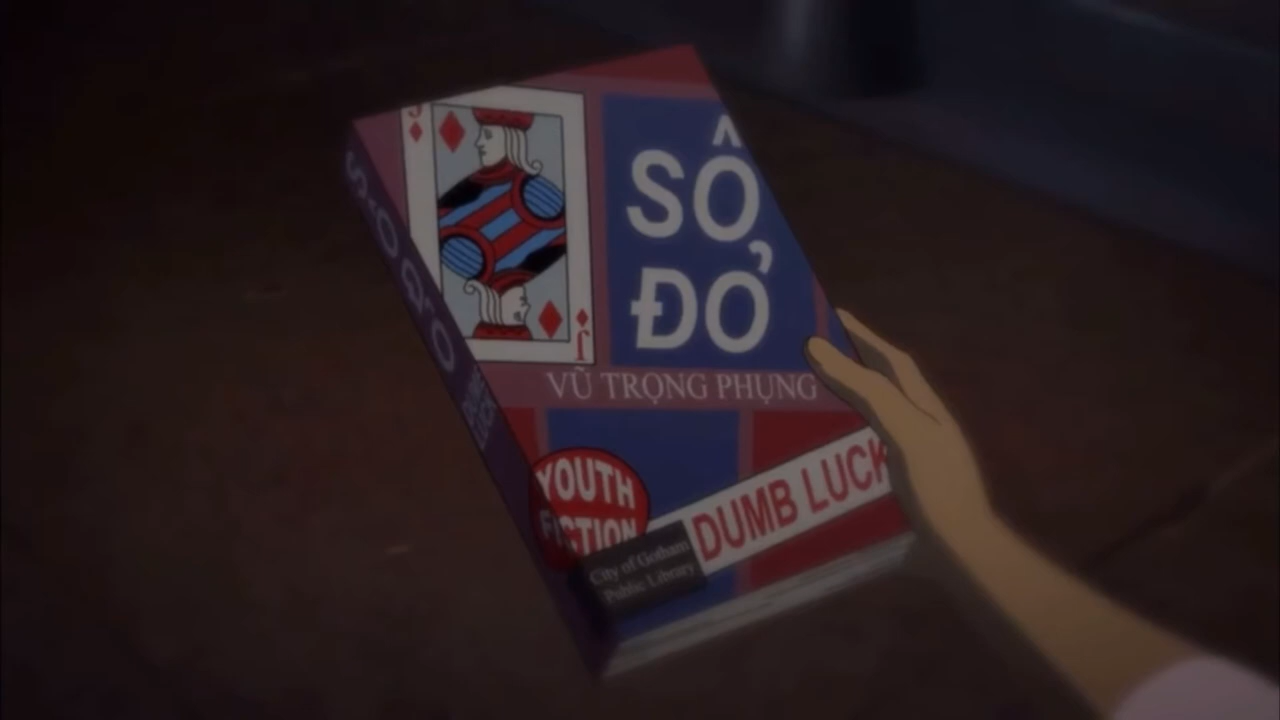 J
SỐ
ĐỎ
VŨ TRỌNG PHỤNG
YOUTH
FICTION
DUMB LUCK
City of Gotham
Public Library
J